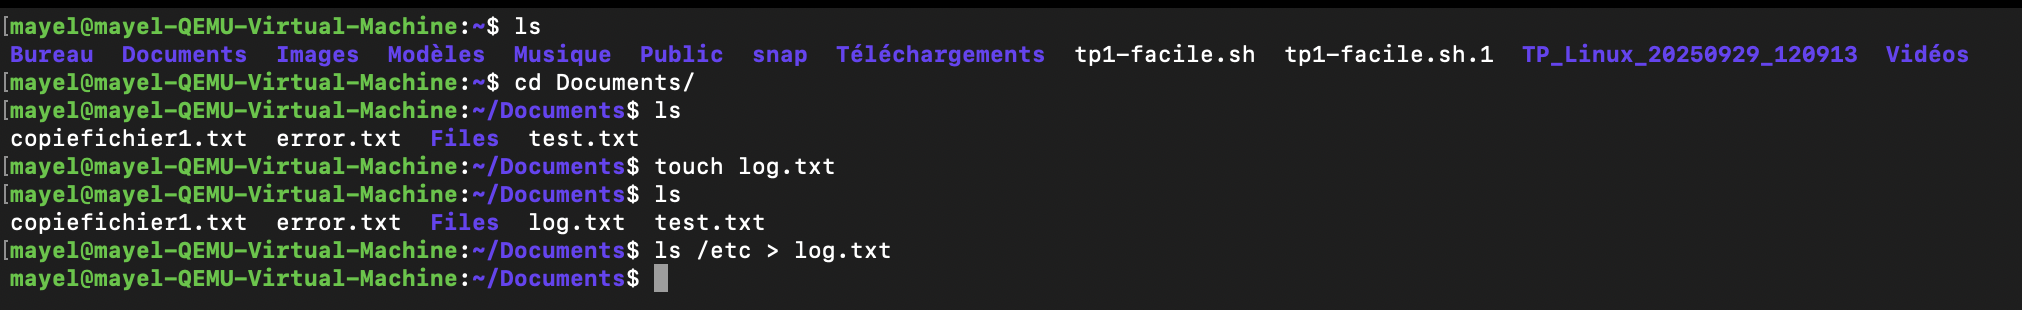 [mayel@mayel-QEMU-Virtual-Machine:~$ ls
Bureau  Documents  Images  Modèles  Musique  Public  snap  Téléchargements  tp1-facile.sh  tp1-facile.sh.1  TP_Linux_20250929_120913  Vidéos
[mayel@mayel-QEMU-Virtual-Machine:~$ cd Documents/
[mayel@mayel-QEMU-Virtual-Machine:~/Documents$ ls
copiefichier1.txt  error.txt  Files  test.txt
[mayel@mayel-QEMU-Virtual-Machine:~/Documents$ touch log.txt
[mayel@mayel-QEMU-Virtual-Machine:~/Documents$ ls
copiefichier1.txt  error.txt  Files  log.txt  test.txt
[mayel@mayel-QEMU-Virtual-Machine:~/Documents$ ls /etc > log.txt
mayel@mayel-QEMU-Virtual-Machine:~/Documents$